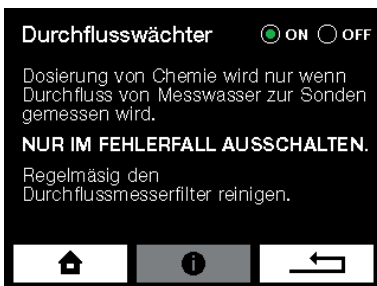 Durchflusswächter ON OFF
Dosierung von Chemie wird nur wenn
Durchfluss von Messwasser zur Sonden
gemessen wird.
NUR IM FEHLERFALL AUSSCHALTEN.
Regelmäsig den
Durchflussmesserfilter reinigen.
i